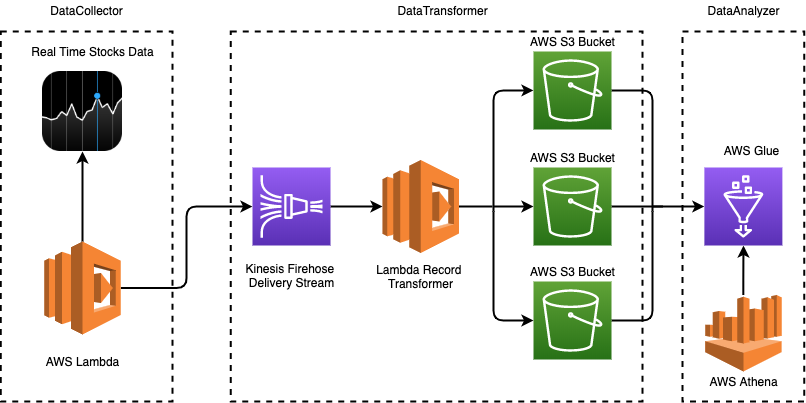 DataCollector
DataTransformer
DataAnalyzer
Real Time Stocks Data
AWS Lambda
Kinesis Firehose
Delivery Stream
Lambda Record
Transformer
AWS S3 Bucket
AWS S3 Bucket
AWS S3 Bucket
AWS Glue
AWS Athena